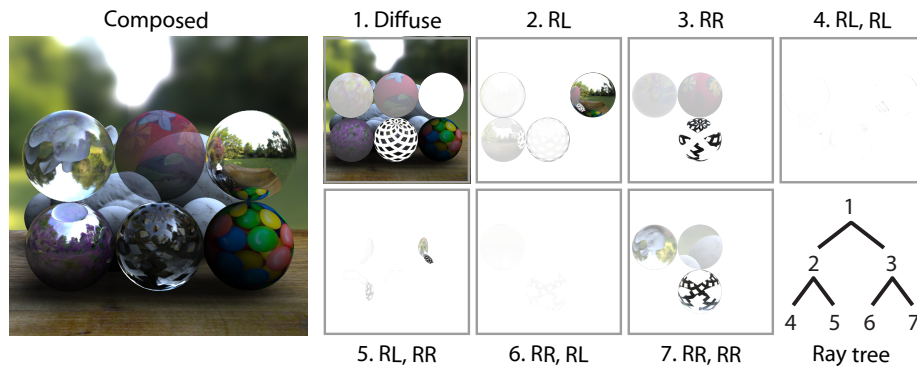 Composed
1. Diffuse
2. RL
3. RR
4. RL, RL
1
2 3
4 5 6 7
5. RL, RR
6. RR, RL
7. RR, RR
Ray tree